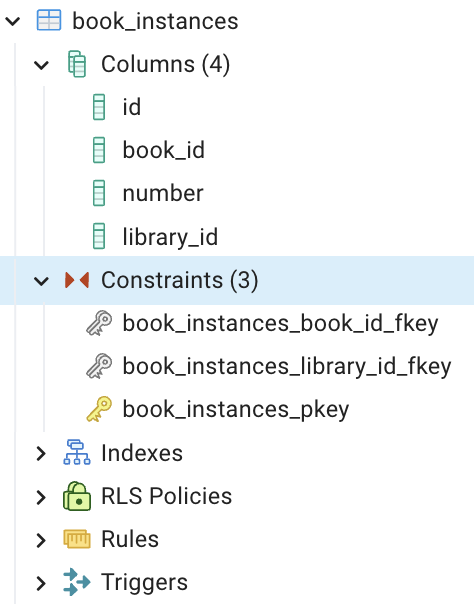 book_instances
Columns (4)
id
book_id
number
library_id
Constraints (3)
book_instances_book_id_fkey
book_instances_library_id_fkey
book_instances_pkey
Indexes
RLS Policies
Rules
Triggers